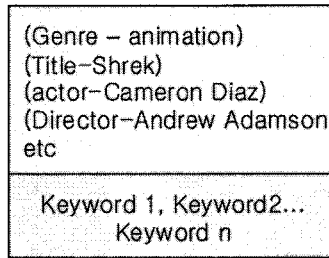 (Genre – animation)
(Title-Shrek)
(actor-Cameron Diaz)
(Director-Andrew Adamson
etc
Keyword 1, Keyword2...
Keyword n